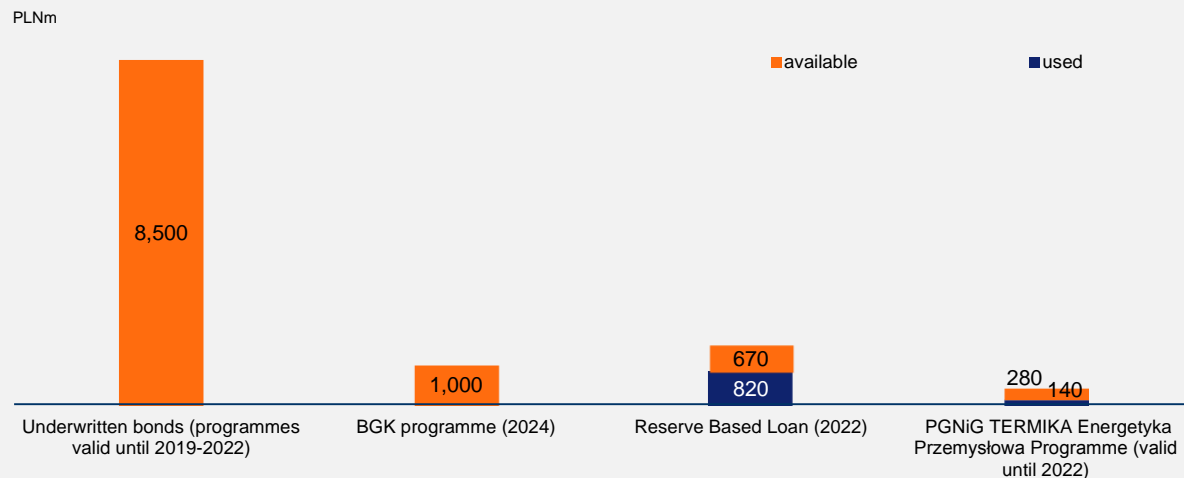 PLNm
available
used
8,500
1,000
670
820
280
140
Underwritten bonds (programmes
valid until 2019-2022)
BGK programme (2024)
Reserve Based Loan (2022)
PGNiG TERMIKA Energetyka
Przemysłowa Programme (valid
until 2022)